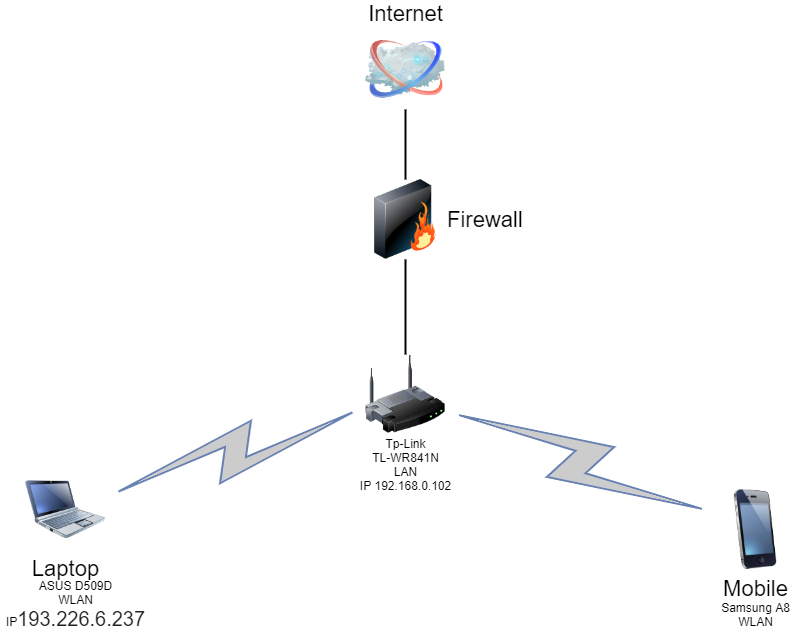 Internet
Firewall
Tp-Link
TL-WR841N
LAN
IP 192.168.0.102
Laptop
ASUS D509D
WLAN
IP193.226.6.237
Mobile
Samsung A8
WLAN